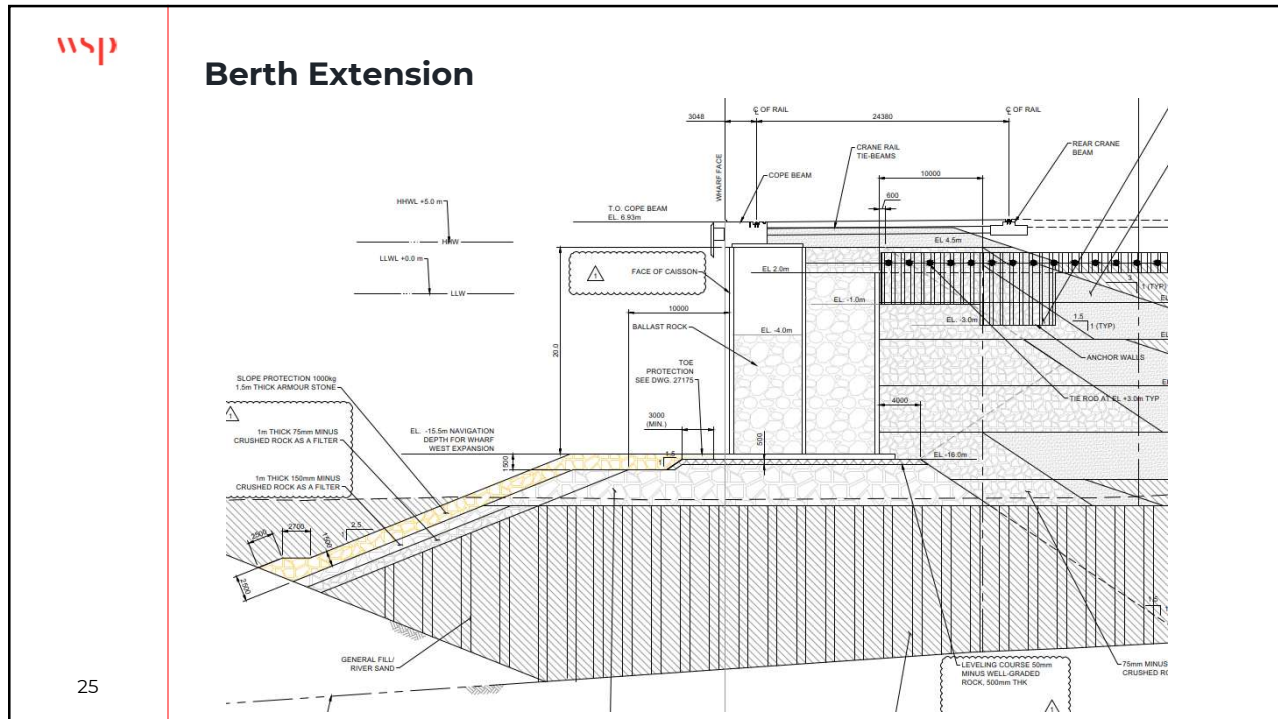 wsp
Berth Extension
℄ OF RAIL
℄ OF RAIL
3048
24380
WHARF FACE
CRANE RAIL
TIE-BEAMS
REAR CRANE
BEAM
COPE BEAM
10000
600
HHWL +5.0 m
T.O. COPE BEAM
EL. 6.93m
HHW
EL 4.5m
LLWL +0.0 m
1
FACE OF CAISSON
EL 2.0m
LLW
1 (TYP)
EL. -1.0m
10000
EL. -3.0m
1.5
1 (TYP)
BALLAST ROCK
EL. -4.0m
20.0
ANCHOR WALLS
TOE
PROTECTION
SEE DWG. 27175
SLOPE PROTECTION 1000kg
1.5m THICK ARMOUR STONE
TIE ROD AT EL +3.0m TYP
4000
3000
(MIN.)
1
1m THICK 75mm MINUS
CRUSHED ROCK AS A FILTER
EL. -15.5m NAVIGATION
DEPTH FOR WHARF
WEST EXPANSION
500
1.5
1
1500
EL -16.0m
1m THICK 150mm MINUS
CRUSHED ROCK AS A FILTER
2500
2700
2.5
1
1500
2500
1.5
GENERAL FILL/
RIVER SAND
LEVELING COURSE 50mm
MINUS WELL-GRADED
ROCK, 500mm THK
75mm MINUS
CRUSHED RO
1
25